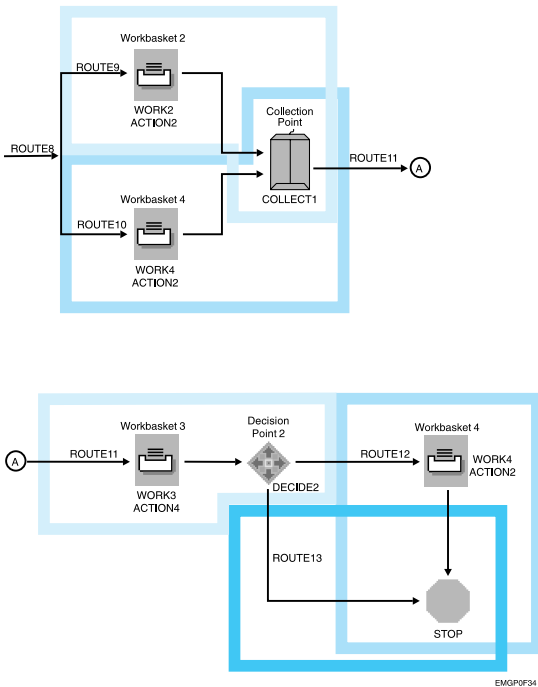 Workbasket 2
ROUTE9
WORK2
ACTION2
Collection
Point
ROUTE8
ROUTE11
A
COLLECT1
Workbasket 4
ROUTE10
WORK4
ACTION2
Workbasket 3
Decision
Point 2
Workbasket 4
A
ROUTE11
ROUTE12
WORK4
ACTION2
WORK3
ACTION4
DECIDE2
ROUTE13
STOP
EMGP0F34